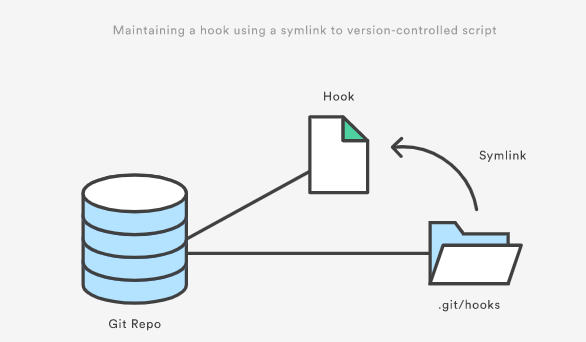 Maintaining a hook using a symlink to version-controlled script
Hook
Symlink
.git/hooks
Git Repo